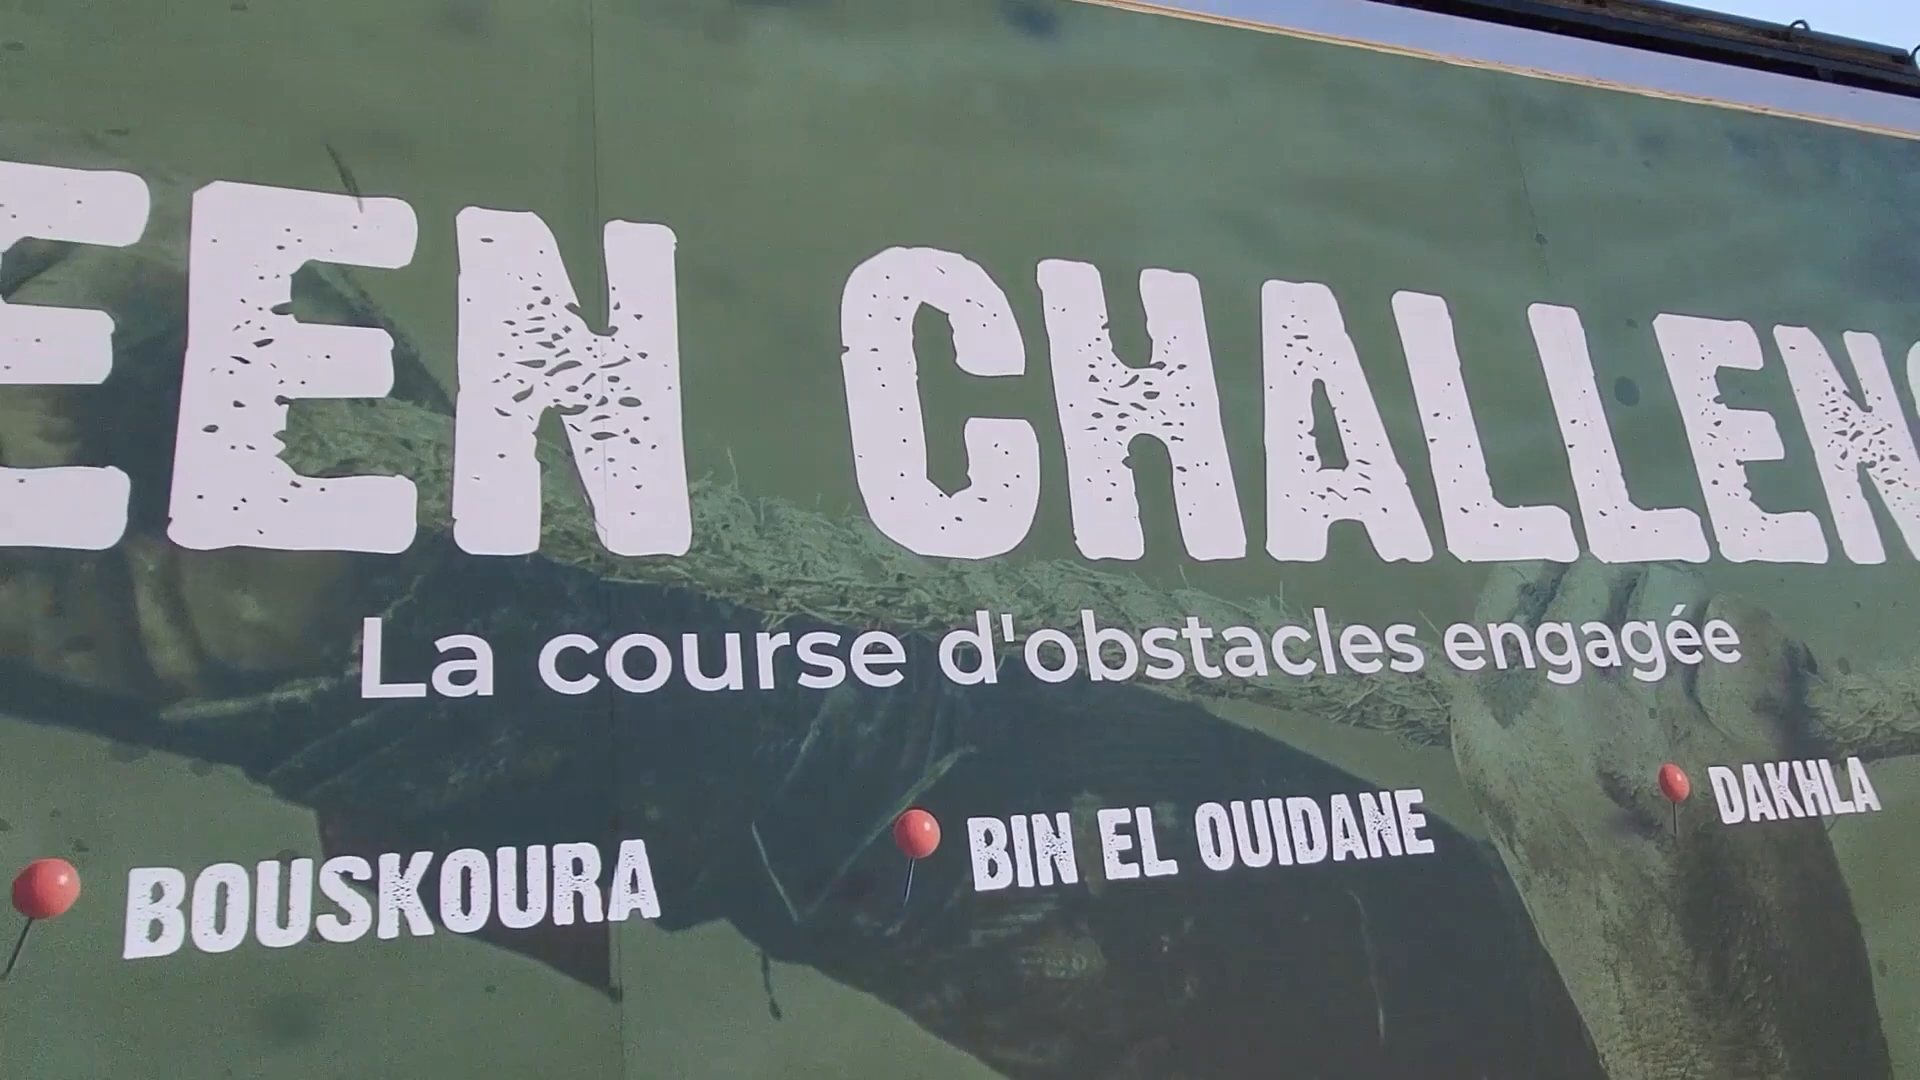 EEN CHALLEN
La course d'obstacles engagée
BOUSKOURA BIN EL OUIDANE DAKHLA